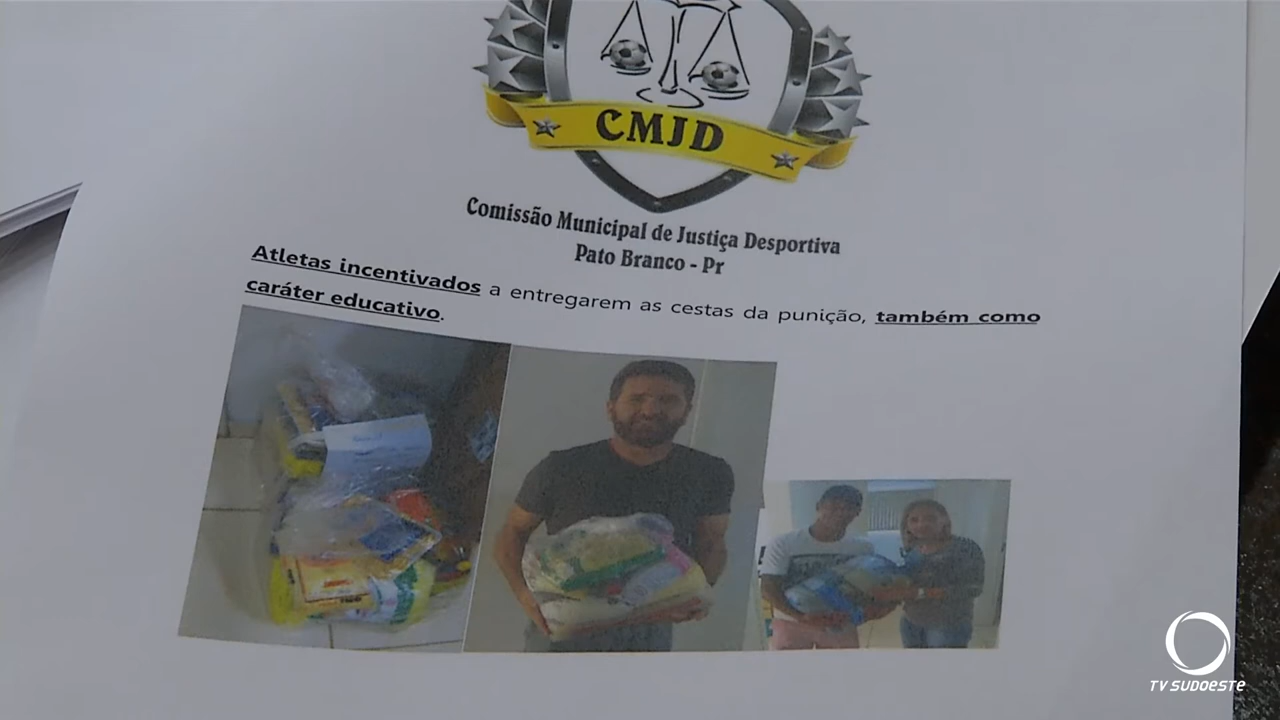 CMJD
Comissão Municipal de Justiça Desportiva
Pato Branco - Pr
Atletas incentivados a entregarem as cestas da punição, também como
caráter educativo.
TV SUDOESTE